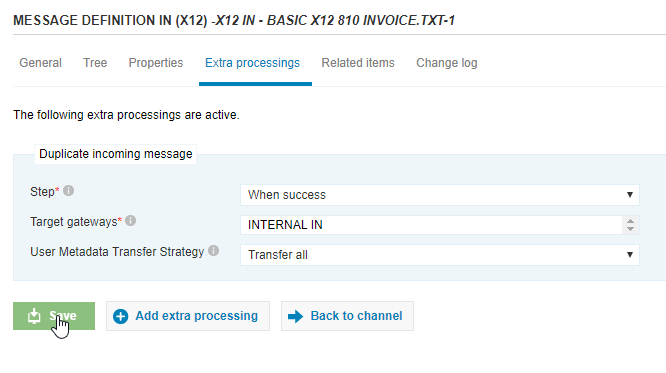 MESSAGE DEFINITION IN (X12) -X12 IN - BASIC X12 810 INVOICE.TXT-1
General Tree Properties Extra processings Related items Change log
The following extra processings are active.
Duplicate incoming message
Step* When success
Target gateways* INTERNAL IN
User Metadata Transfer Strategy Transfer all
Save Add extra processing Back to channel